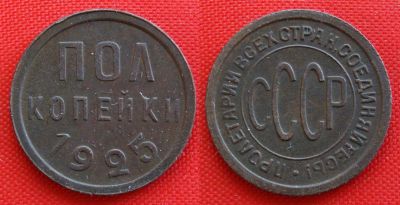 ПОЛ
КОПЕЙКИ
1925
ПРОЛЕТАРИИ ВСЕХ СТРАН, СОЕДИНЯЙТЕСЬ!
СССР